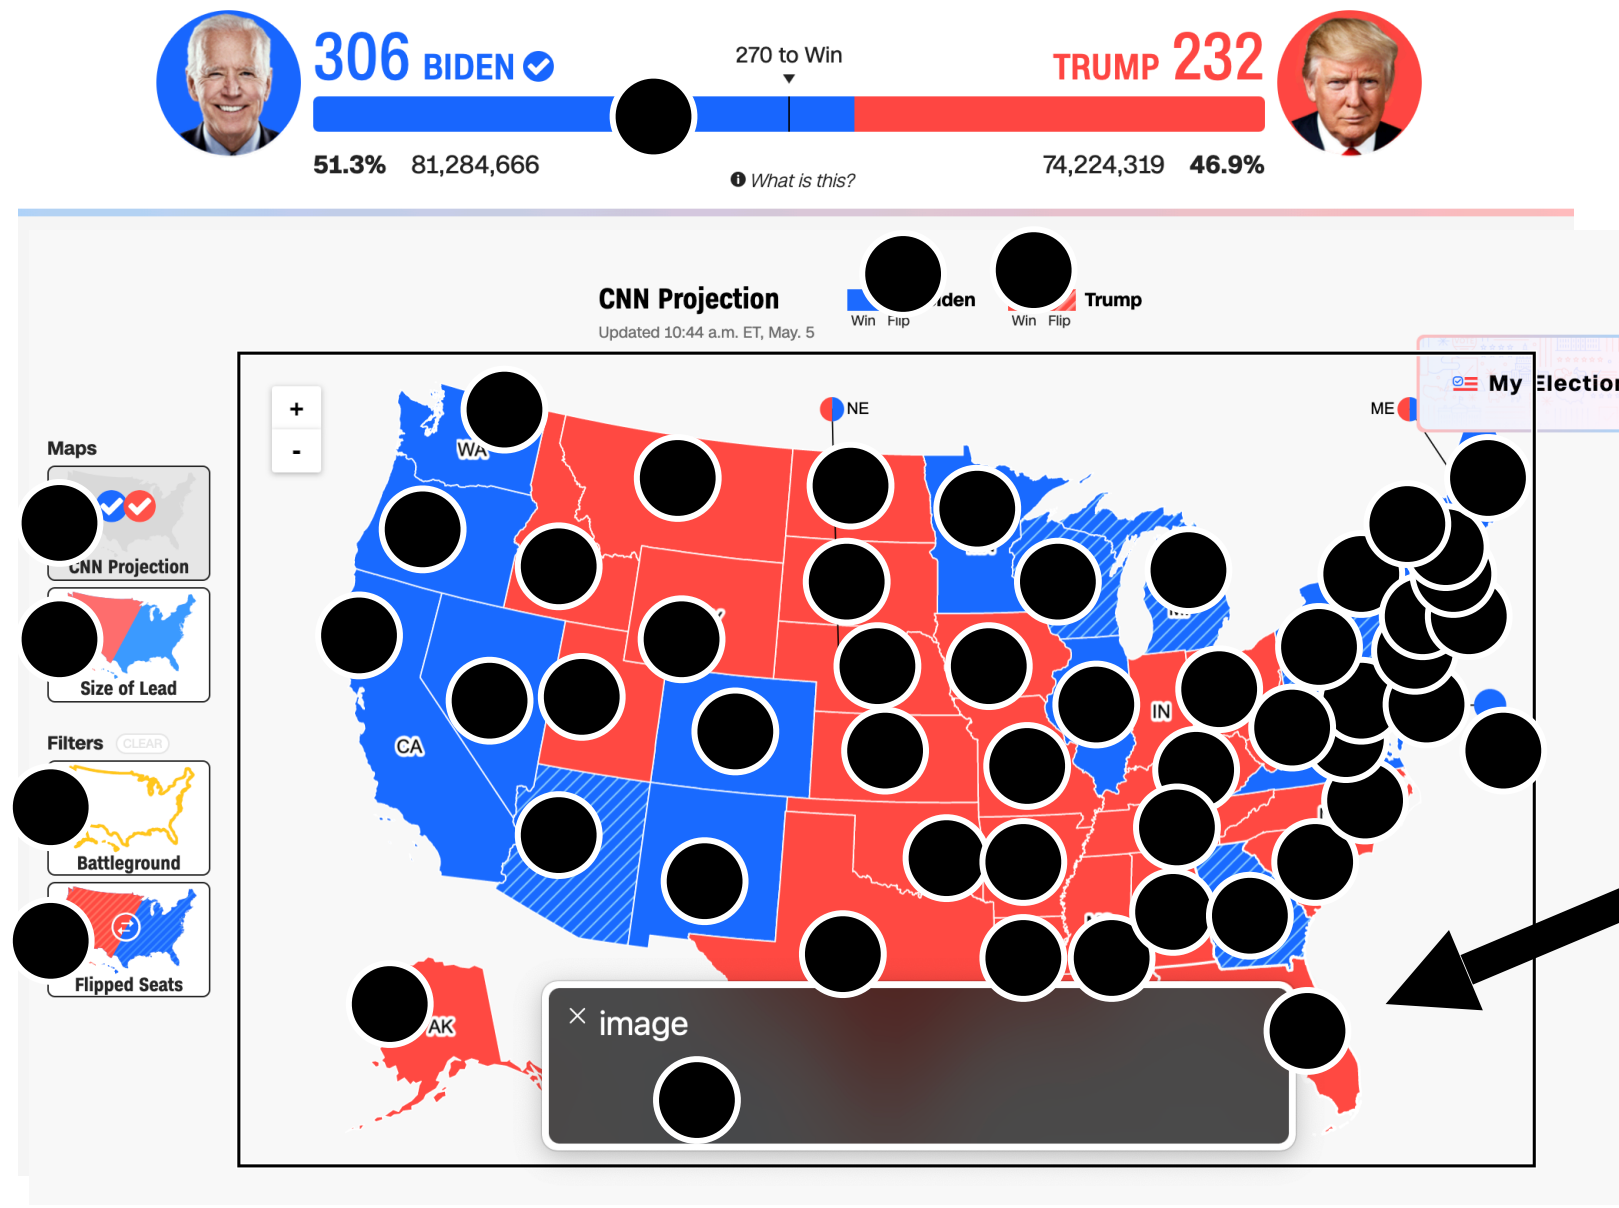 306 BIDEN
270 to Win
TRUMP 232
51.3% 81,284,666
What is this?
74,224,319 46.9%
CNN Projection
Updated 10:44 a.m. ET, May. 5
Win Flip
Trump
Win Flip
My Election
+
-
NE
ME
WA
Maps
CNN Projection
Size of Lead
IN
CA
Filters
CLEAR
Battleground
Flipped Seats
AK
image